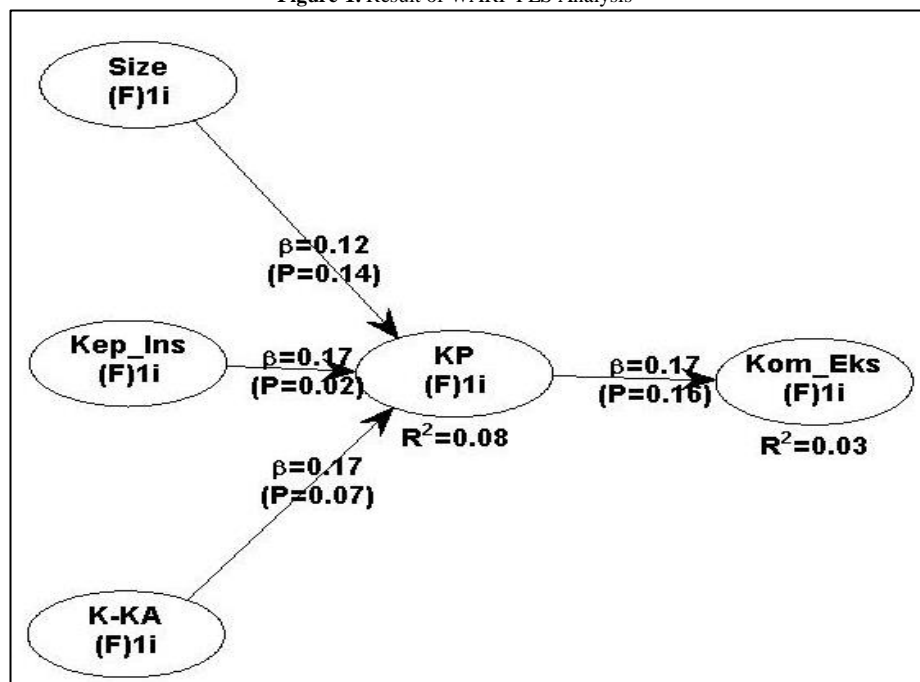 Figure 1. Result of WARP PLS Analysis
Size
(F)1i
β=0.12
(P=0.14)
Kep_Ins
(F)1i
β=0.17
(P=0.02)
KP
(F)1i
R²=0.08
β=0.17
(P=0.16)
Kom_Eks
(F)1i
R²=0.03
β=0.17
(P=0.07)
K-KA
(F)1i